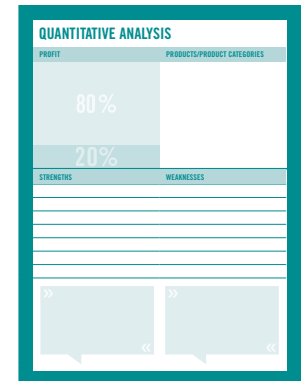 QUANTITATIVE ANALYSIS
PROFIT PRODUCTS/PRODUCT CATEGORIES
80%
20%
STRENGTHS WEAKNESSES
» »
« «